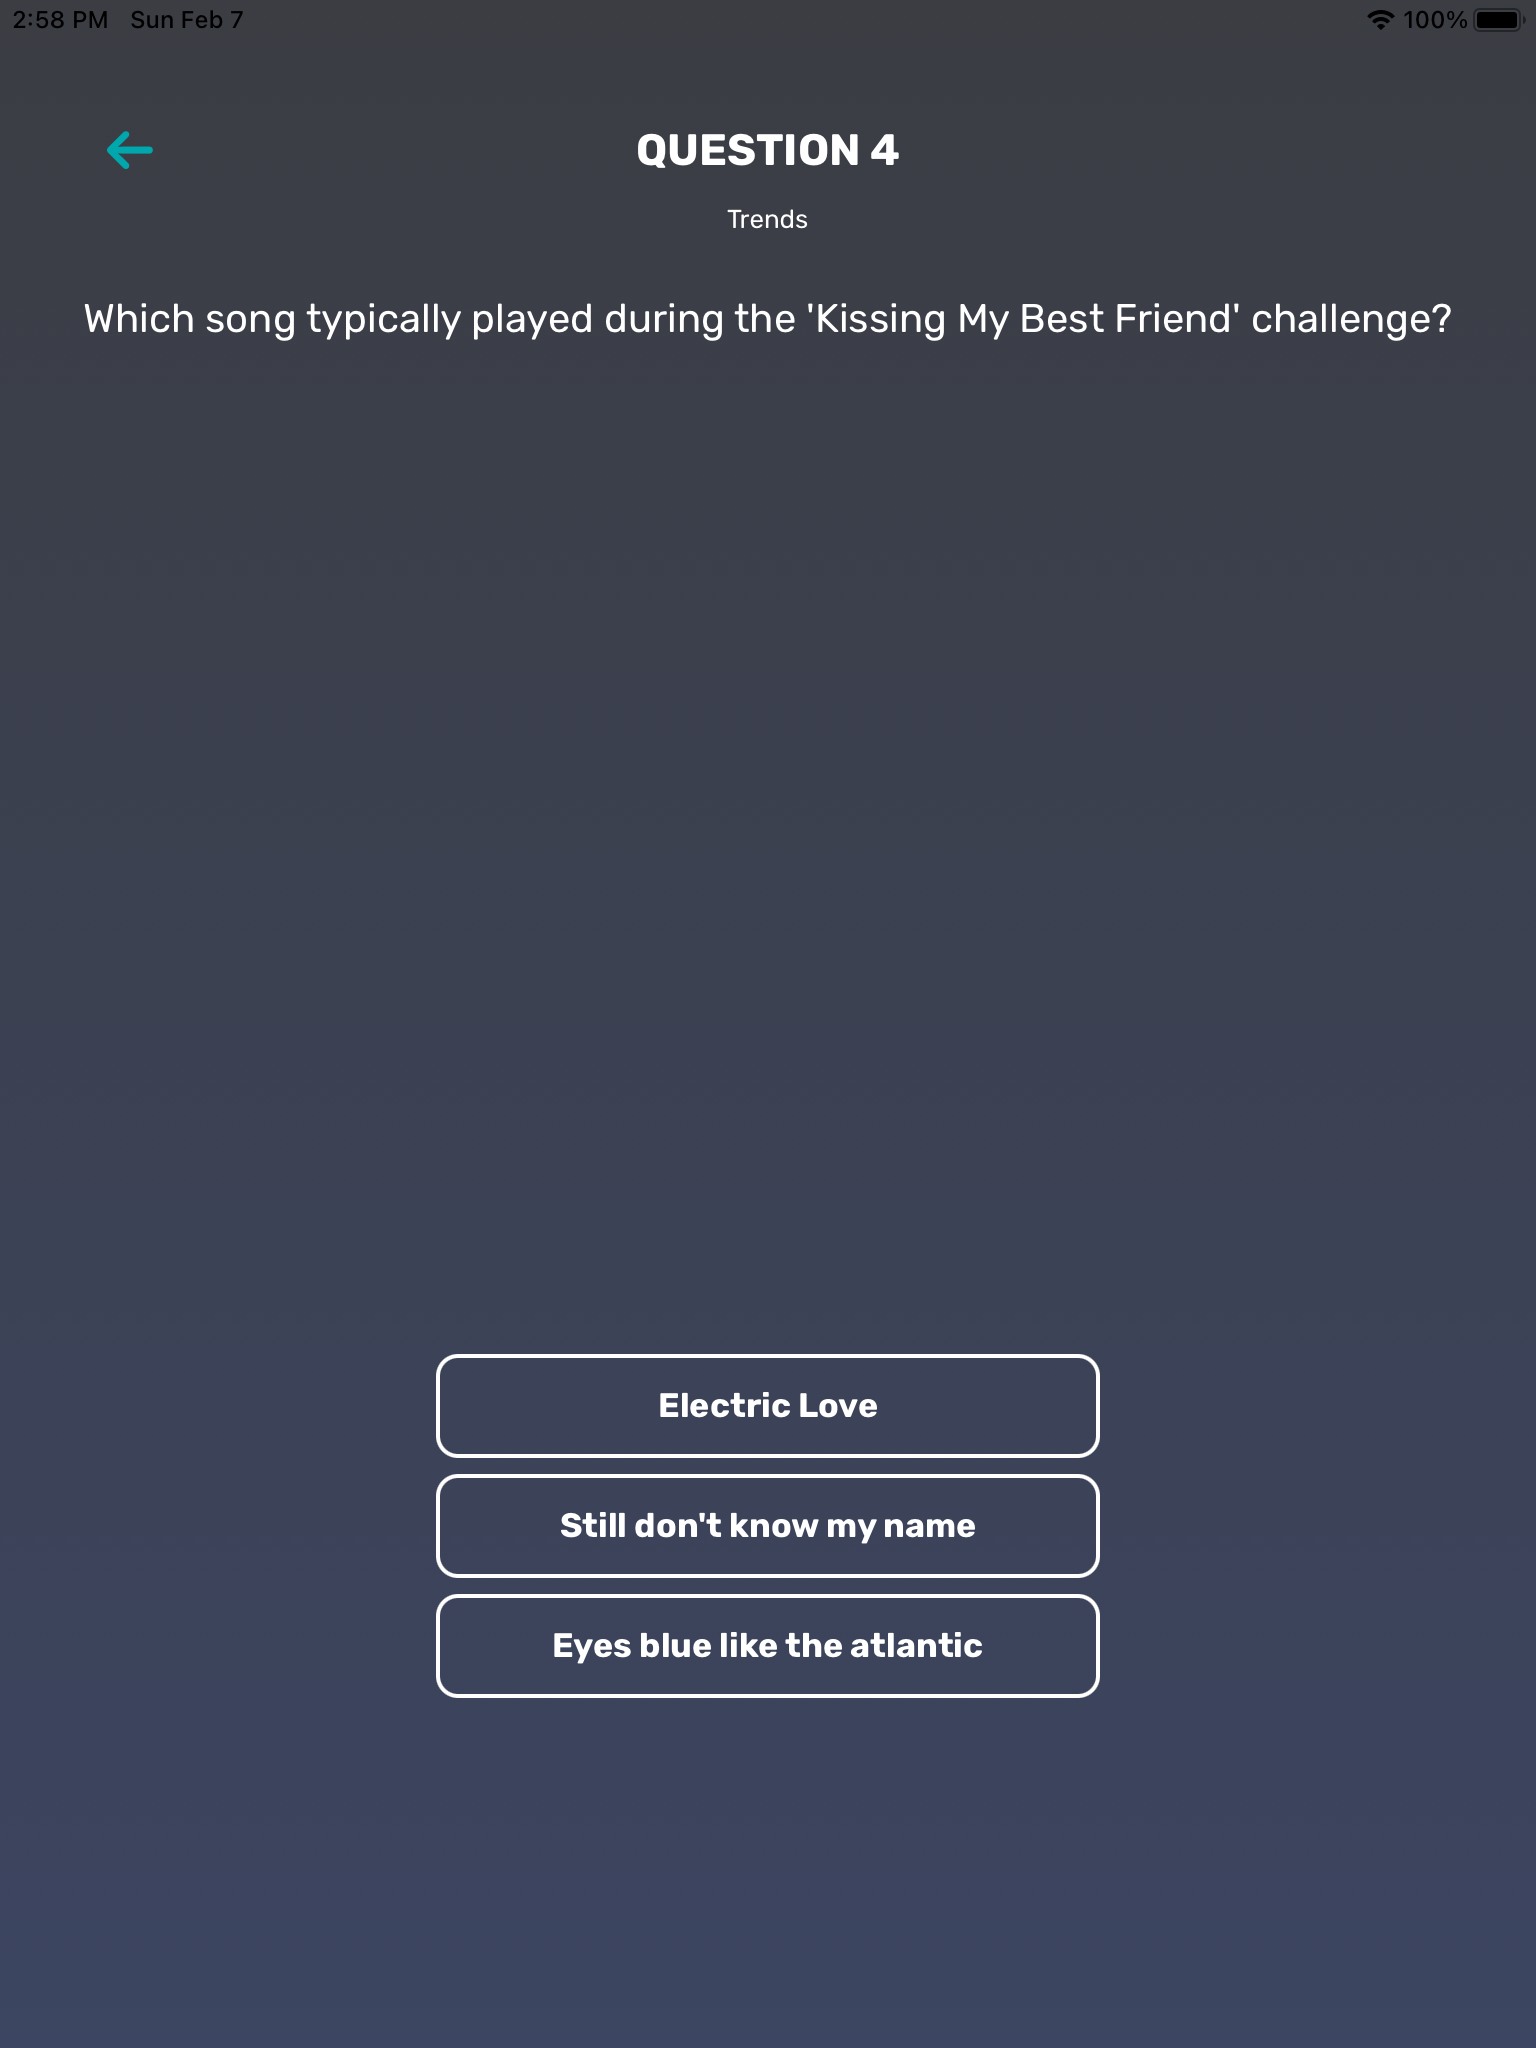 2:58 PM Sun Feb 7 100%
QUESTION 4
Trends
Which song typically played during the 'Kissing My Best Friend' challenge?
Electric Love
Still don't know my name
Eyes blue like the atlantic